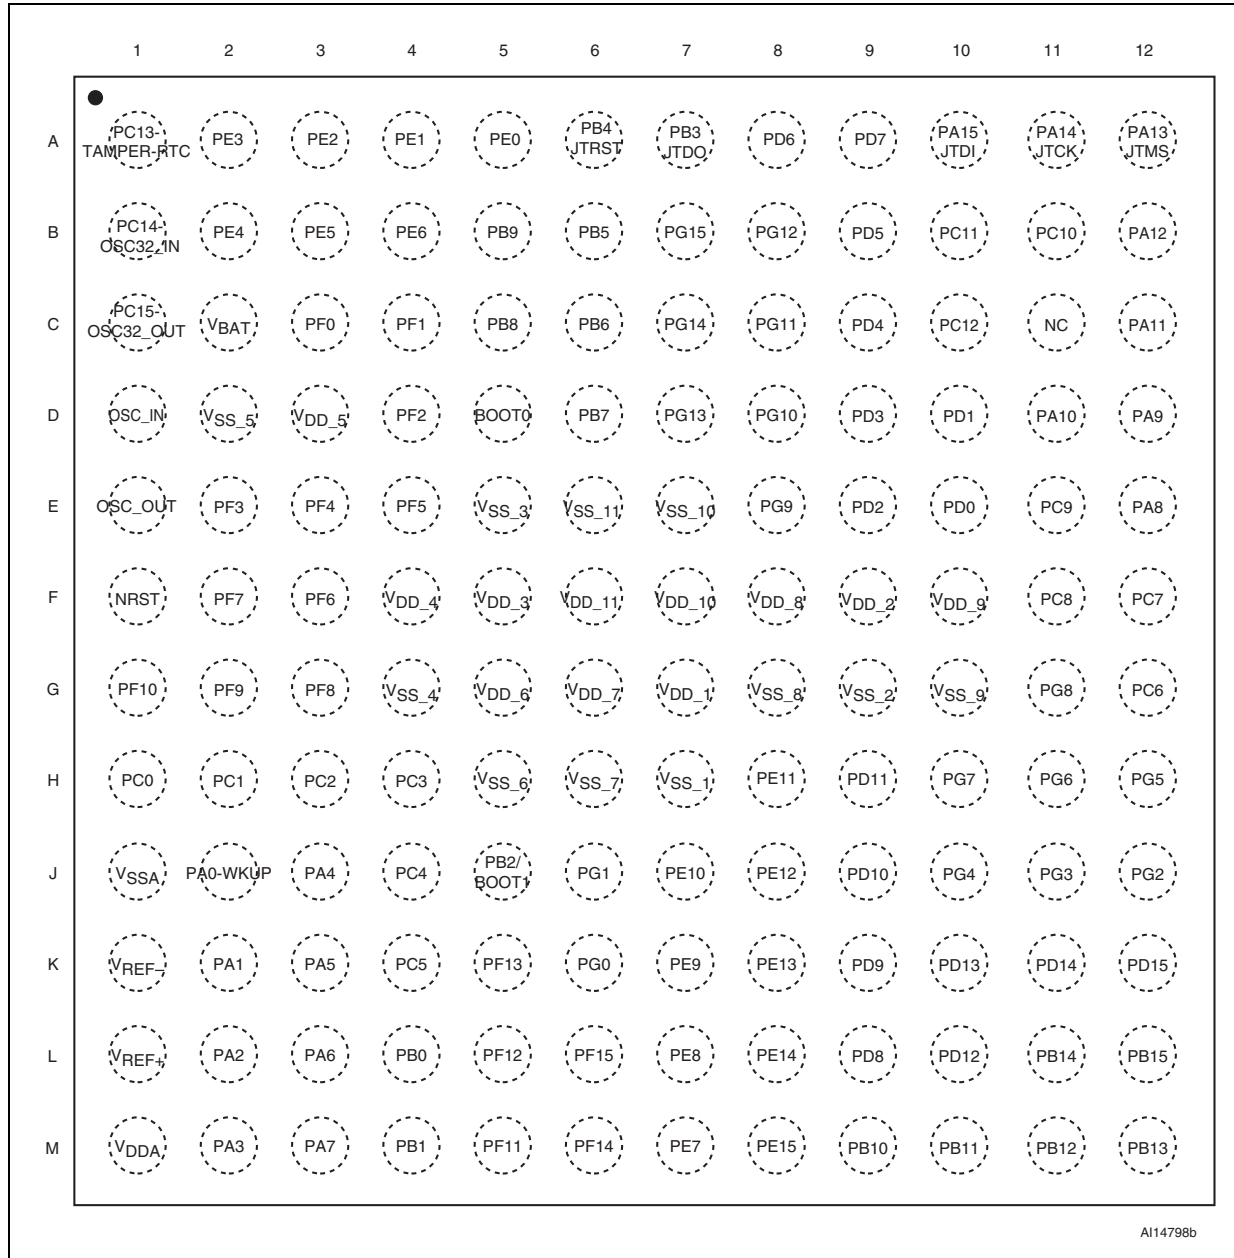 1 2 3 4 5 6 7 8 9 10 11 12
A PC13-TAMPER-RTC PE3 PE2 PE1 PE0 PB4 JTRST PB3 JTDO PD6 PD7 PA15 JTDI PA14 JTCK PA13 JTMS
B PC14-OSC32_IN PE4 PE5 PE6 PB9 PB5 PG15 PG12 PD5 PC11 PC10 PA12
C PC15-OSC32_OUT VBAT PF0 PF1 PB8 PB6 PG14 PG11 PD4 PC12 NC PA11
D OSC_IN VSS_5 VDD_5 PF2 BOOT0 PB7 PG13 PG10 PD3 PD1 PA10 PA9
E OSC_OUT PF3 PF4 PF5 VSS_3 VSS_11 VSS_10 PG9 PD2 PD0 PC9 PA8
F NRST PF7 PF6 VDD_4 VDD_3 VDD_11 VDD_10 VDD_8 VDD_2 VDD_9 PC8 PC7
G PF10 PF9 PF8 VSS_4 VDD_6 VDD_7 VDD_1 VSS_8 VSS_2 VSS_9 PG8 PC6
H PC0 PC1 PC2 PC3 VSS_6 VSS_7 VSS_1 PE11 PD11 PG7 PG6 PG5
J VSSA PA0-WKUP PA4 PC4 PB2/BOOT1 PG1 PE10 PE12 PD10 PG4 PG3 PG2
K VREF– PA1 PA5 PC5 PF13 PG0 PE9 PE13 PD9 PD13 PD14 PD15
L VREF+ PA2 PA6 PB0 PF12 PF15 PE8 PE14 PD8 PD12 PB14 PB15
M VDDA PA3 PA7 PB1 PF11 PF14 PE7 PE15 PB10 PB11 PB12 PB13
AI14798b